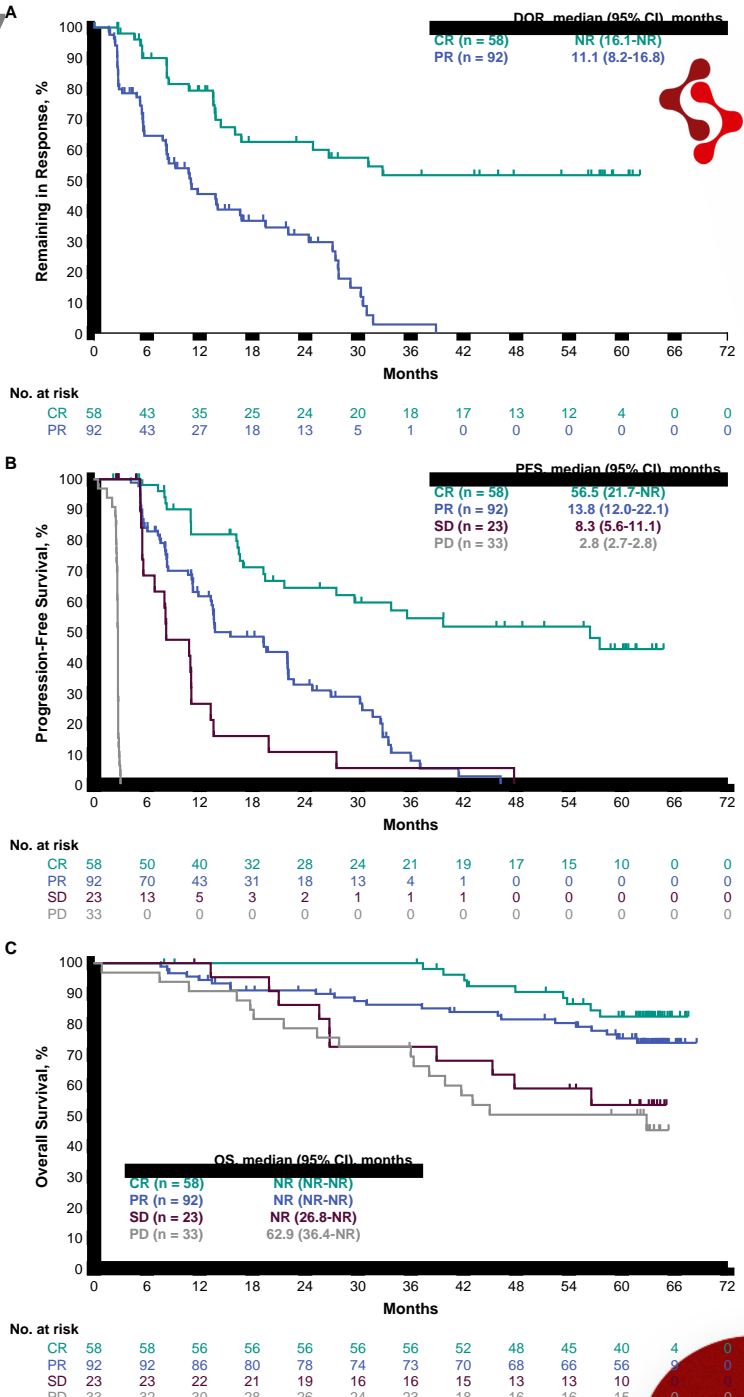 A
DOR, median (95% CI), months
CR (n = 58) NR (16.1-NR)
PR (n = 92) 11.1 (8.2-16.8)
Remaining in Response, %
100
90
80
70
60
50
40
30
20
10
0
0 6 12 18 24 30 36 42 48 54 60 66 72
Months
No. at risk
CR 58 43 35 25 24 20 18 17 13 12 4 0 0
PR 92 43 27 18 13 5 1 0 0 0 0 0 0
B
PFS, median (95% CI), months
CR (n = 58) 56.5 (21.7-NR)
PR (n = 92) 13.8 (12.0-22.1)
SD (n = 23) 8.3 (5.6-11.1)
PD (n = 33) 2.8 (2.7-2.8)
Progression-Free Survival, %
100
90
80
70
60
50
40
30
20
10
0
0 6 12 18 24 30 36 42 48 54 60 66 72
Months
No. at risk
CR 58 50 40 32 28 24 21 19 17 15 10 0 0
PR 92 70 43 31 18 13 4 1 0 0 0 0 0
SD 23 13 5 3 2 1 1 1 0 0 0 0 0
PD 33 0 0 0 0 0 0 0 0 0 0 0 0
C
Overall Survival, %
100
90
80
70
60
50
40
30
20
10
0
OS, median (95% CI), months
CR (n = 58) NR (NR-NR)
PR (n = 92) NR (NR-NR)
SD (n = 23) NR (26.8-NR)
PD (n = 33) 62.9 (36.4-NR)
0 6 12 18 24 30 36 42 48 54 60 66 72
Months
No. at risk
CR 58 58 56 56 56 56 56 52 48 45 40 4 0
PR 92 92 86 80 78 74 73 70 68 66 56 9 0
SD 23 23 22 21 19 16 16 15 13 13 10
PD 33 32 30 28 26 24 23 18 16 16 15